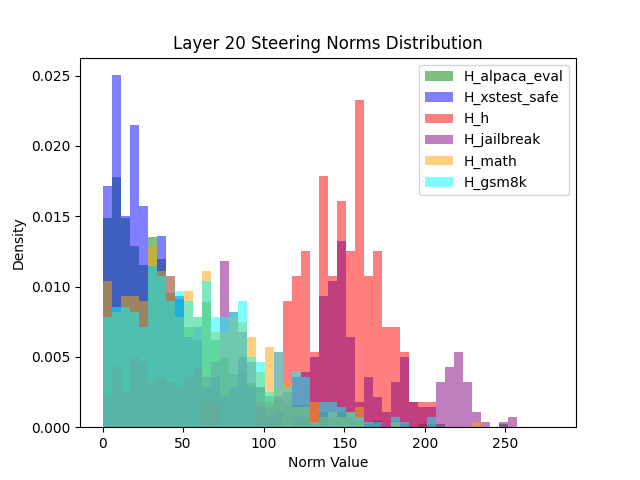 Layer 20 Steering Norms Distribution
H_alpaca_eval
H_xstest_safe
H_h
H_jailbreak
H_math
H_gsm8k
Density
0.025
0.020
0.015
0.010
0.005
0.000
0
50
100
150
200
250
Norm Value